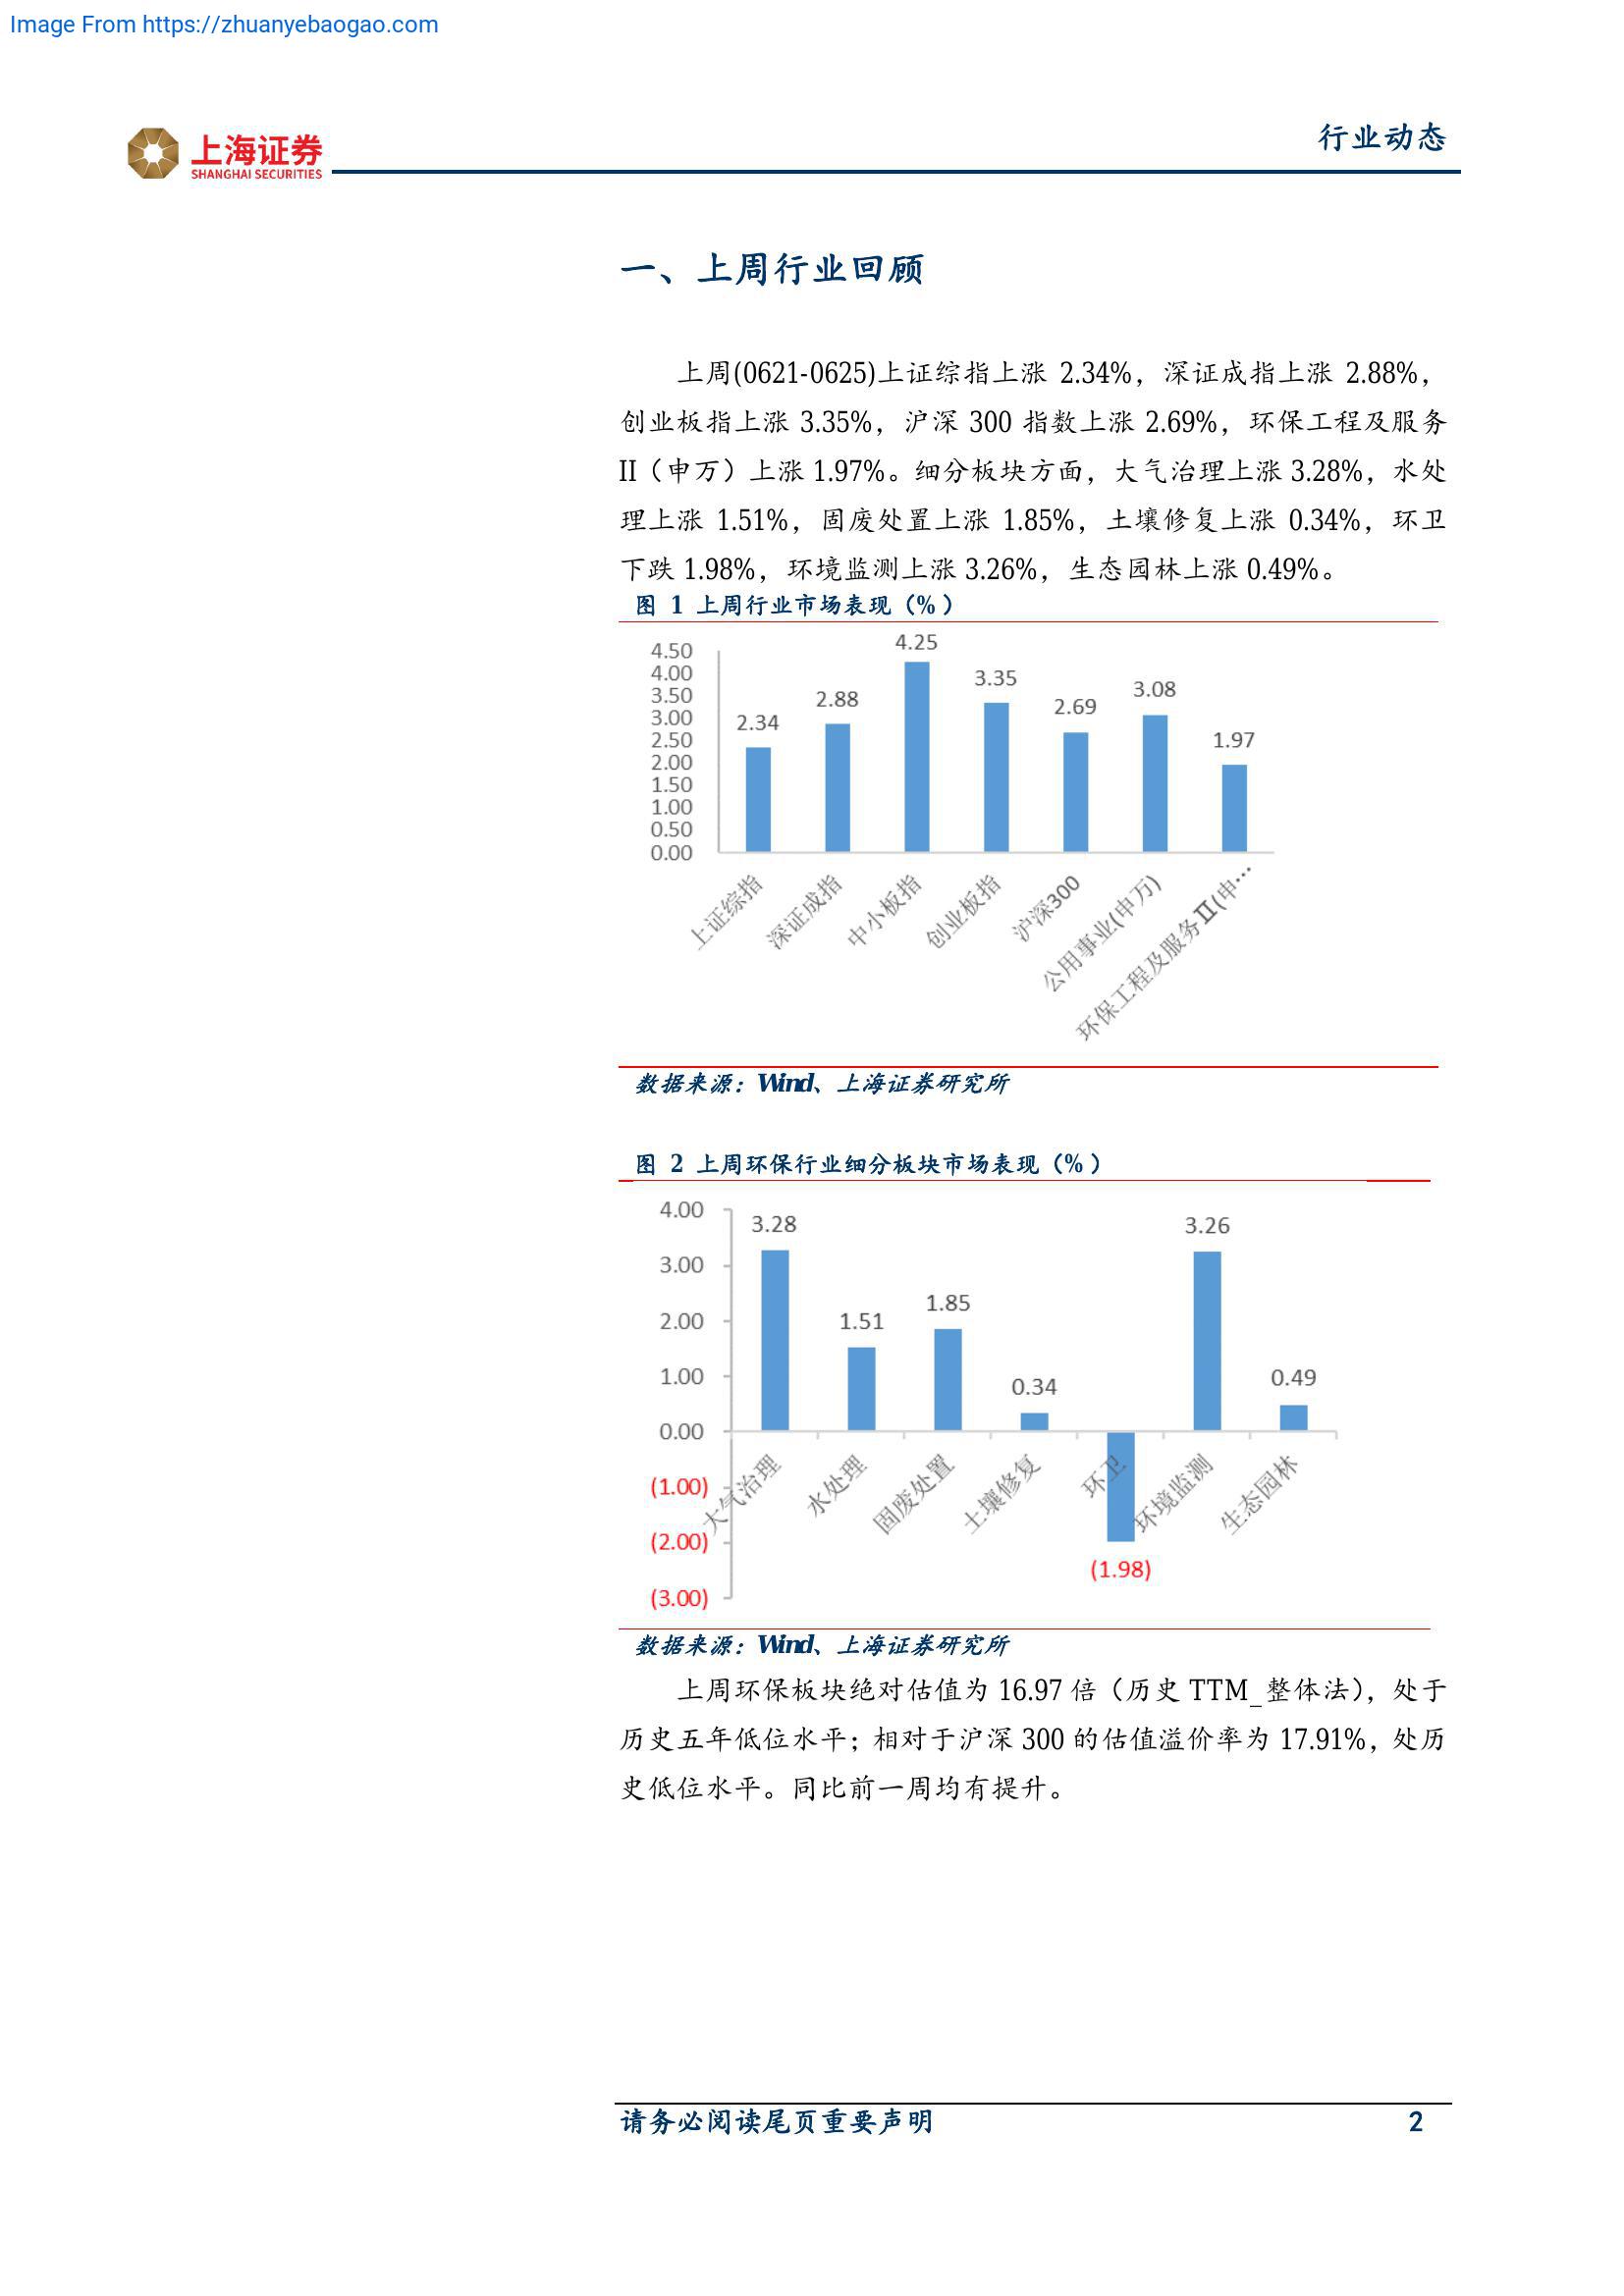 Image From https://zhuanyebaogao.com
上海证券
SHANGHAI SECURITIES
行业动态
一、上周行业回顾
上周(0621-0625)上证综指上涨 2.34%，深证成指上涨 2.88%，
创业板指上涨 3.35%，沪深 300 指数上涨 2.69%，环保工程及服务
II（申万）上涨 1.97%。细分板块方面，大气治理上涨 3.28%，水处
理上涨 1.51%，固废处置上涨 1.85%，土壤修复上涨 0.34%，环卫
下跌 1.98%，环境监测上涨 3.26%，生态园林上涨 0.49%。
图 1 上周行业市场表现（%）
4.50
4.00
3.50
3.00
2.50
2.00
1.50
1.00
0.50
0.00
2.34
2.88
4.25
3.35
2.69
3.08
1.97
上证综指
深证成指
中小板指
创业板指
沪深300
公用事业(申万)
环保工程及服务Ⅱ(申…
数据来源：Wind、上海证券研究所
图 2 上周环保行业细分板块市场表现（%）
4.00
3.00
2.00
1.00
0.00
(1.00)
(2.00)
(3.00)
3.28
1.51
1.85
0.34
(1.98)
3.26
0.49
大气治理
水处理
固废处置
土壤修复
环卫
环境监测
生态园林
数据来源：Wind、上海证券研究所
上周环保板块绝对估值为 16.97 倍（历史 TTM_整体法），处于
历史五年低位水平；相对于沪深 300 的估值溢价率为 17.91%，处历
史低位水平。同比前一周均有提升。
请务必阅读尾页重要声明
2